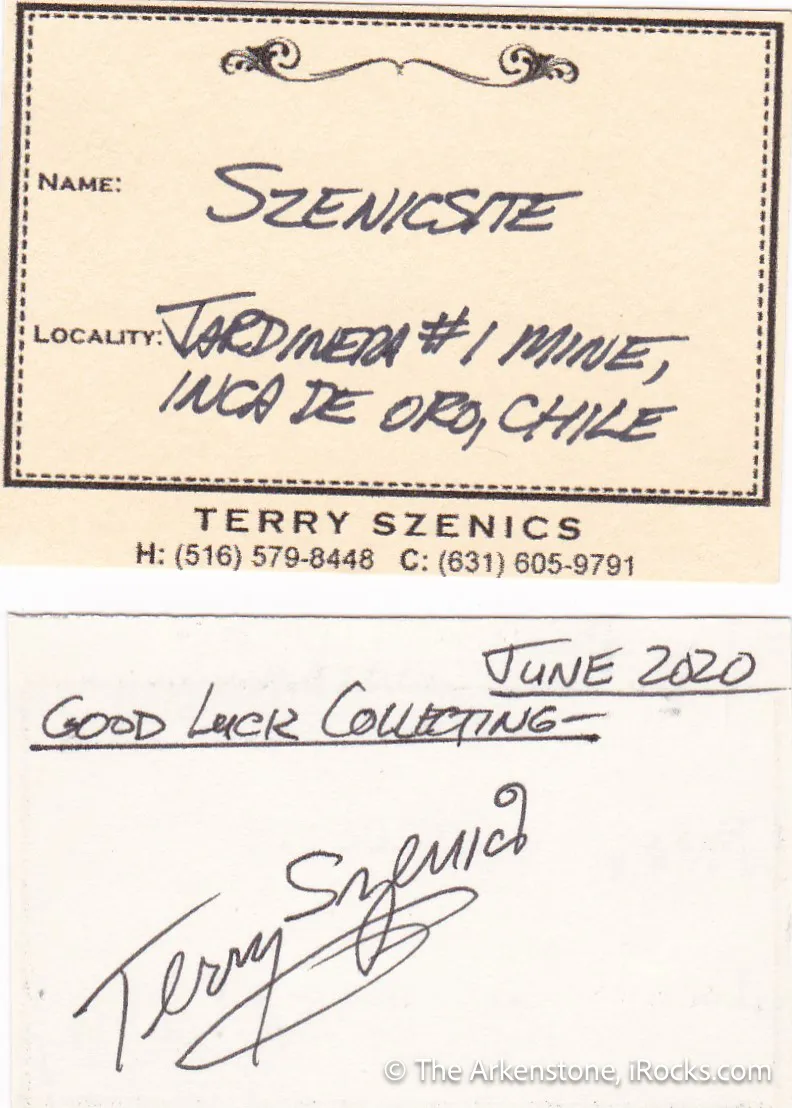 NAME: SZENICSITE
LOCALITY: JARDINERA #1 MINE,
INCA DE ORO, CHILE
TERRY SZENICS
H: (516) 579-8448 C: (631) 605-9791
JUNE 2020
GOOD LUCK COLLECTING-
Terry Szenics
© The Arkenstone, iRocks.com